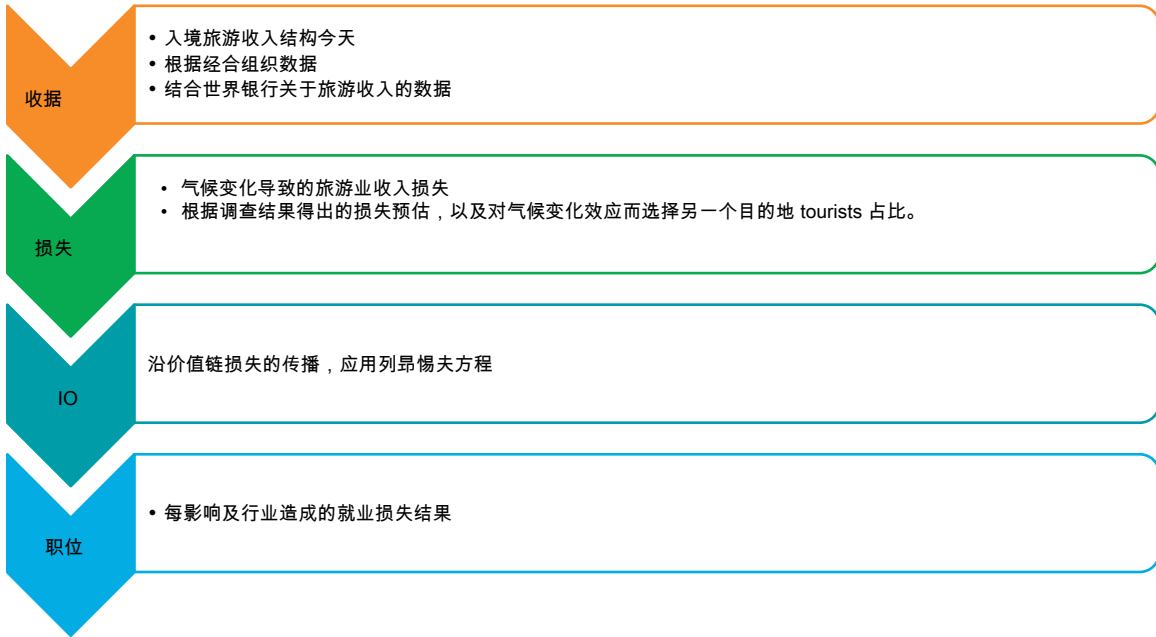 收据
• 入境旅游收入结构今天
• 根据经合组织数据
• 结合世界银行关于旅游收入的数据
损失
• 气候变化导致的旅游业收入损失
• 根据调查结果得出的损失预估，以及对气候变化效应而选择另一个目的地 tourists 占比。
IO
沿价值链损失的传播，应用列昂惕夫方程
职位
• 每影响及行业造成的就业损失结果